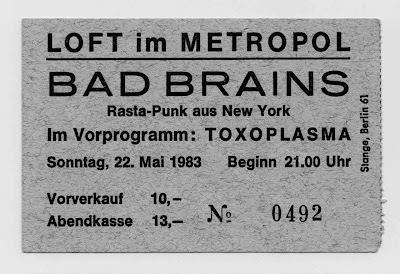 LOFT im METROPOL
BAD BRAINS
Rasta-Punk aus New York
Im Vorprogramm: TOXOPLASMA
Sonntag, 22. Mai 1983 Beginn 21.00 Uhr
Vorverkauf 10,–
Abendkasse 13,–
No 0492
Stange, Berlin 61